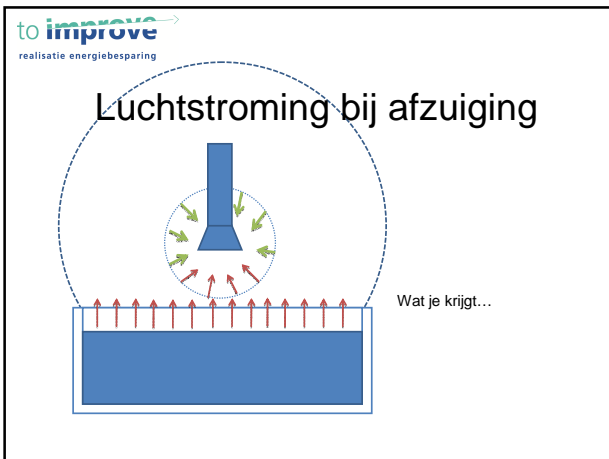 to improve
realisatie energiebesparing
Luchtstroming bij afzuiging
Wat je krijgt...